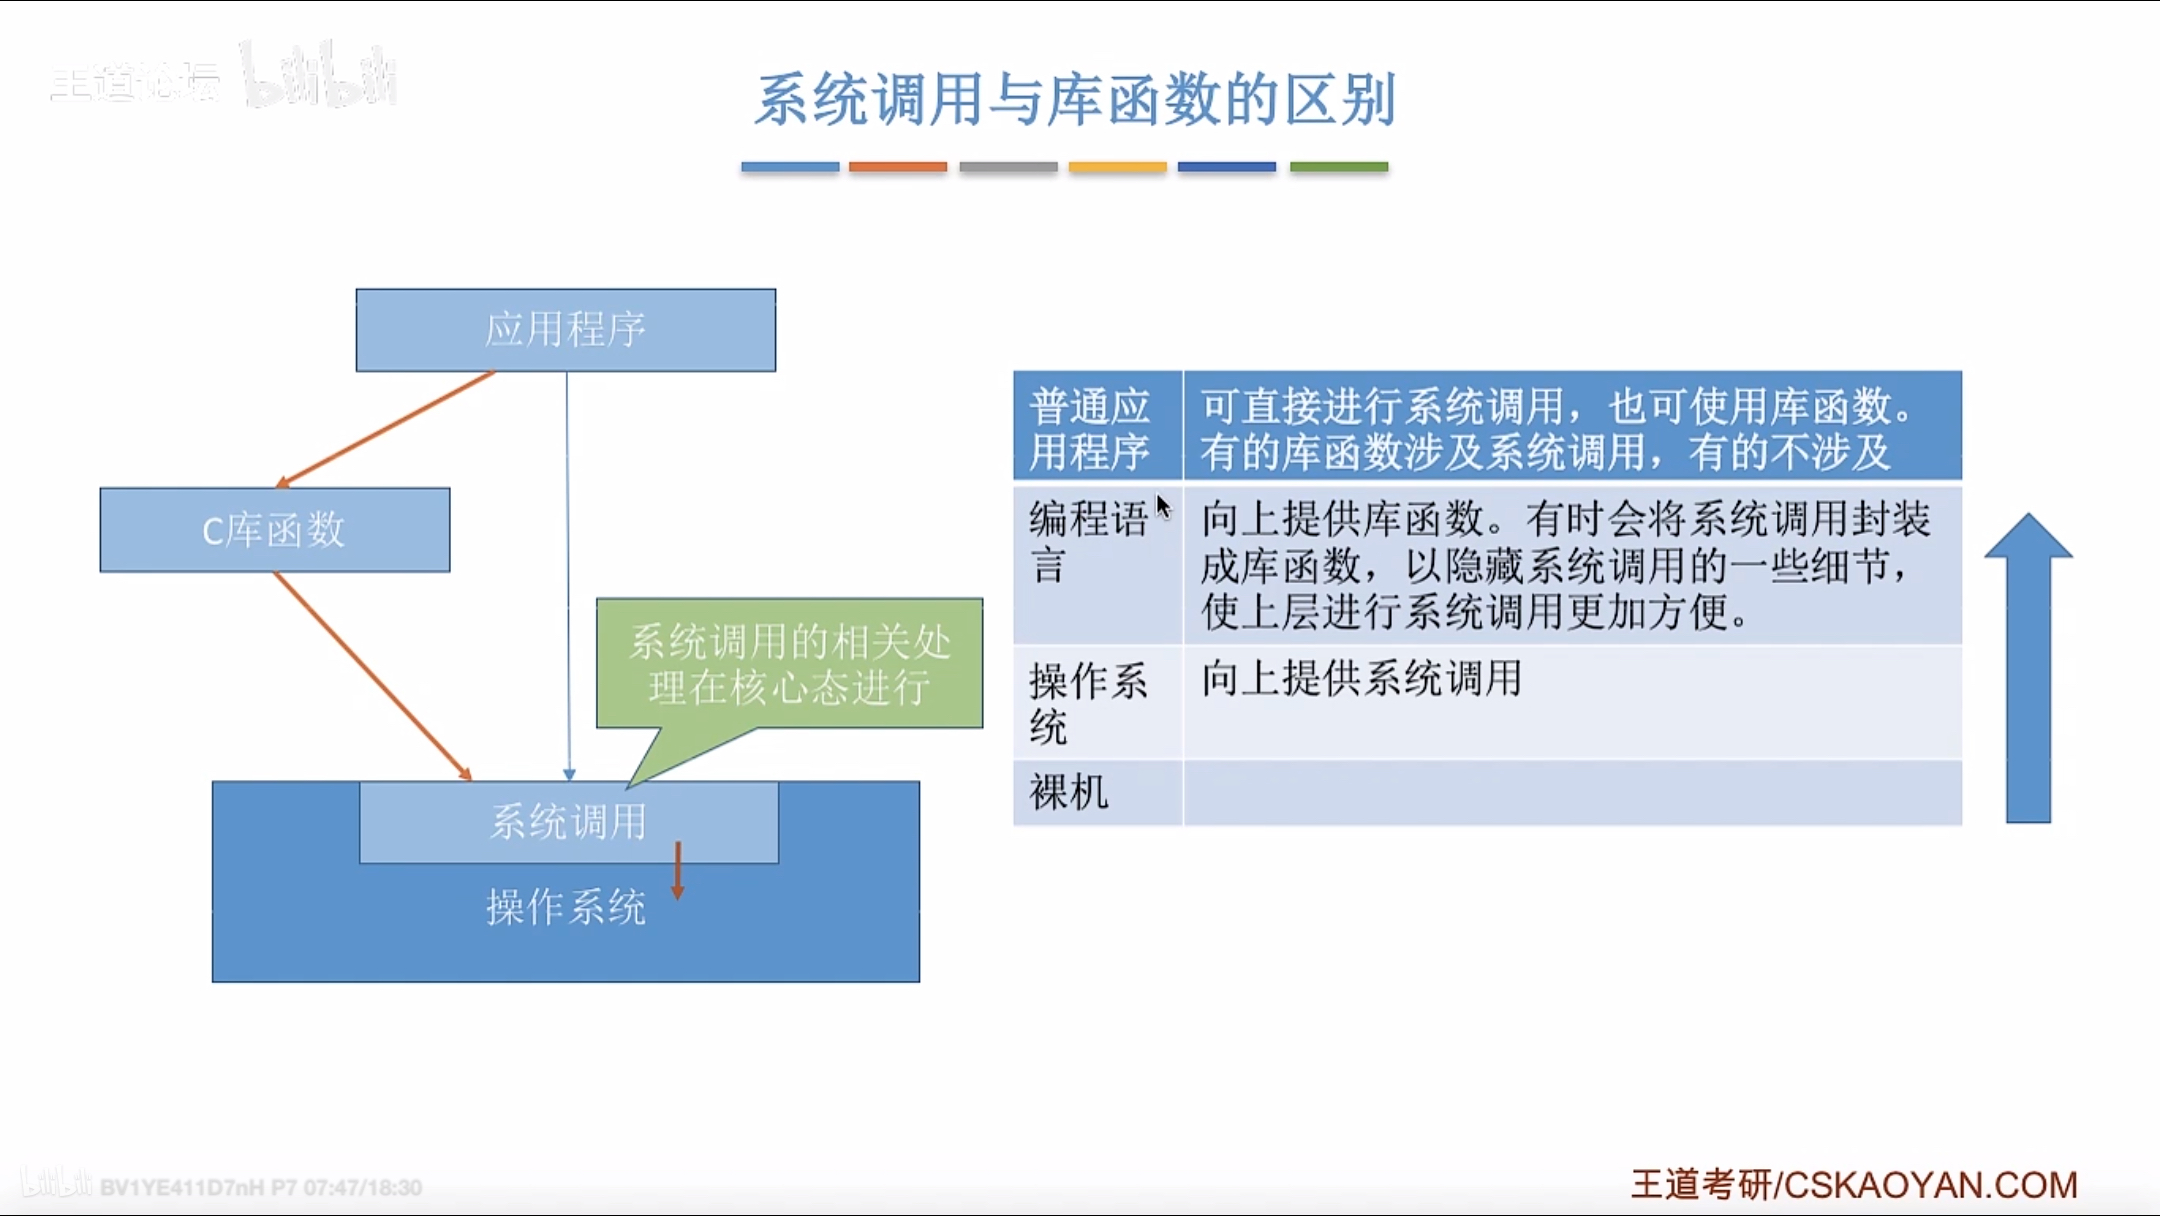 王道论坛 bilibili
系统调用与库函数的区别
应用程序
C库函数
系统调用的相关处
理在核心态进行
系统调用
操作系统
普通应
用程序
可直接进行系统调用，也可使用库函数。
有的库函数涉及系统调用，有的不涉及
编程语
言
向上提供库函数。有时会将系统调用封装
成库函数，以隐藏系统调用的一些细节，
使上层进行系统调用更加方便。
操作系
统
向上提供系统调用
裸机
bilibili BV1YE411D7nH P7 07:47/18:30
王道考研/CSKAOYAN.COM